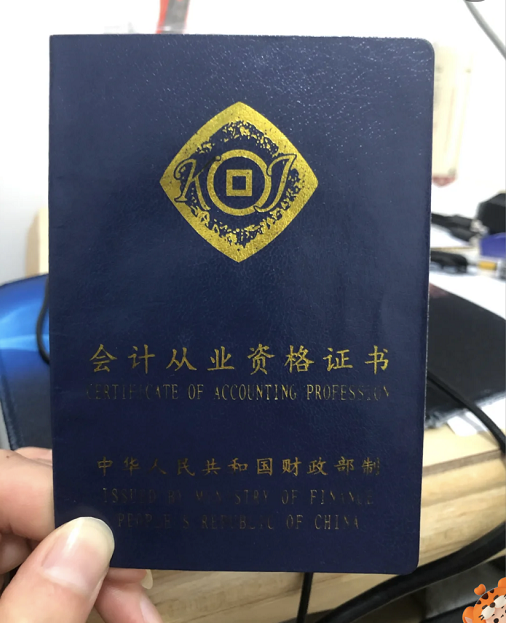 KJ
会计从业资格证书
CERTIFICATE OF ACCOUNTING PROFESSION
中华人民共和国财政部制
ISSUED BY MINISTRY OF FINANCE
PEOPLE'S REPUBLIC OF CHINA